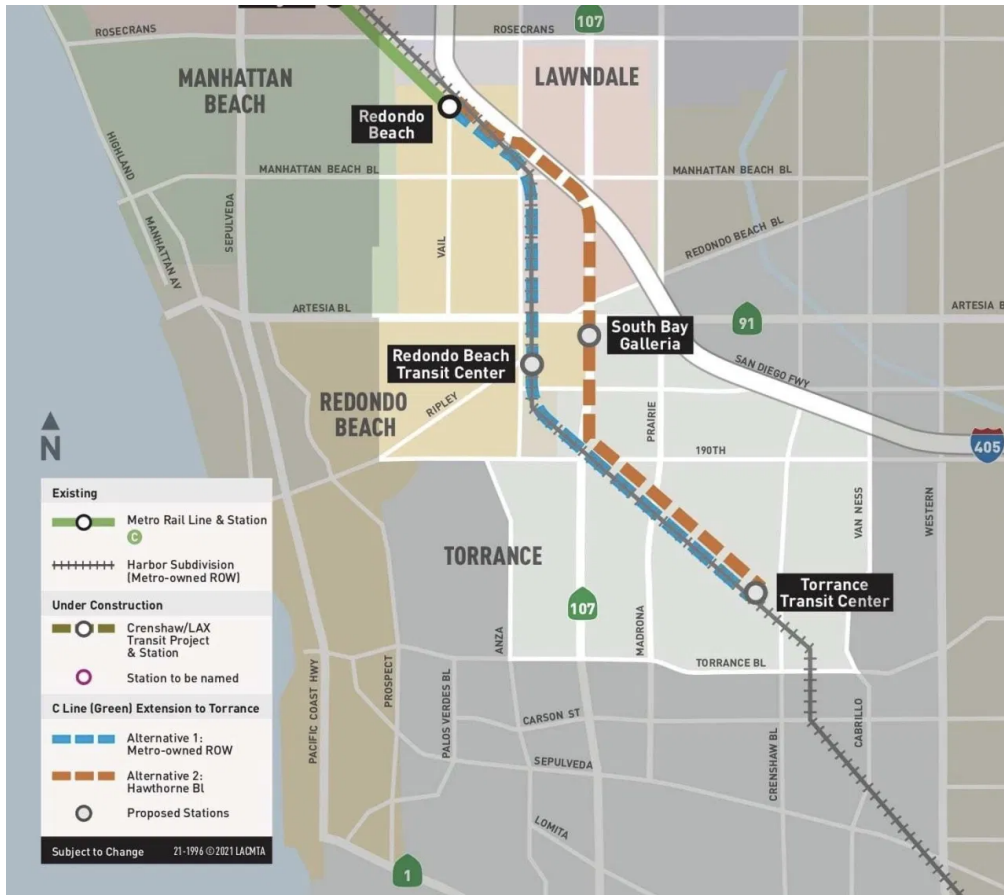 107
ROSECRANS
ROSECRANS
MANHATTAN
BEACH
LAWNDALE
Redondo
Beach
HIGHLAND
MANHATTAN BEACH BL
MANHATTAN BEACH BL
SEPULVEDA
MANHATTAN AV
VAIL
REDONDO BEACH BL
ARTESIA BL
ARTESIA B
91
South Bay
Galleria
Redondo Beach
Transit Center
SAN DIEGO FWY
REDONDO
BEACH
RIPLEY
PRAIRIE
N
190TH
405
VAN NESS
WESTERN
TORRANCE
Torrance
Transit Center
107
ANZA
MADRONA
TORRANCE BL
PACIFIC COAST HWY
PROSPECT
PALOS VERDES BL
CARSON ST
CRENSHAW BL
CABRILLO
SEPULVEDA
LOMITA
1
Existing
Metro Rail Line & Station
C
Harbor Subdivision
(Metro-owned ROW)
Under Construction
Crenshaw/LAX
Transit Project
& Station
Station to be named
C Line (Green) Extension to Torrance
Alternative 1:
Metro-owned ROW
Alternative 2:
Hawthorne Bl
Proposed Stations
Subject to Change 21-1996 ©2021 LACMTA